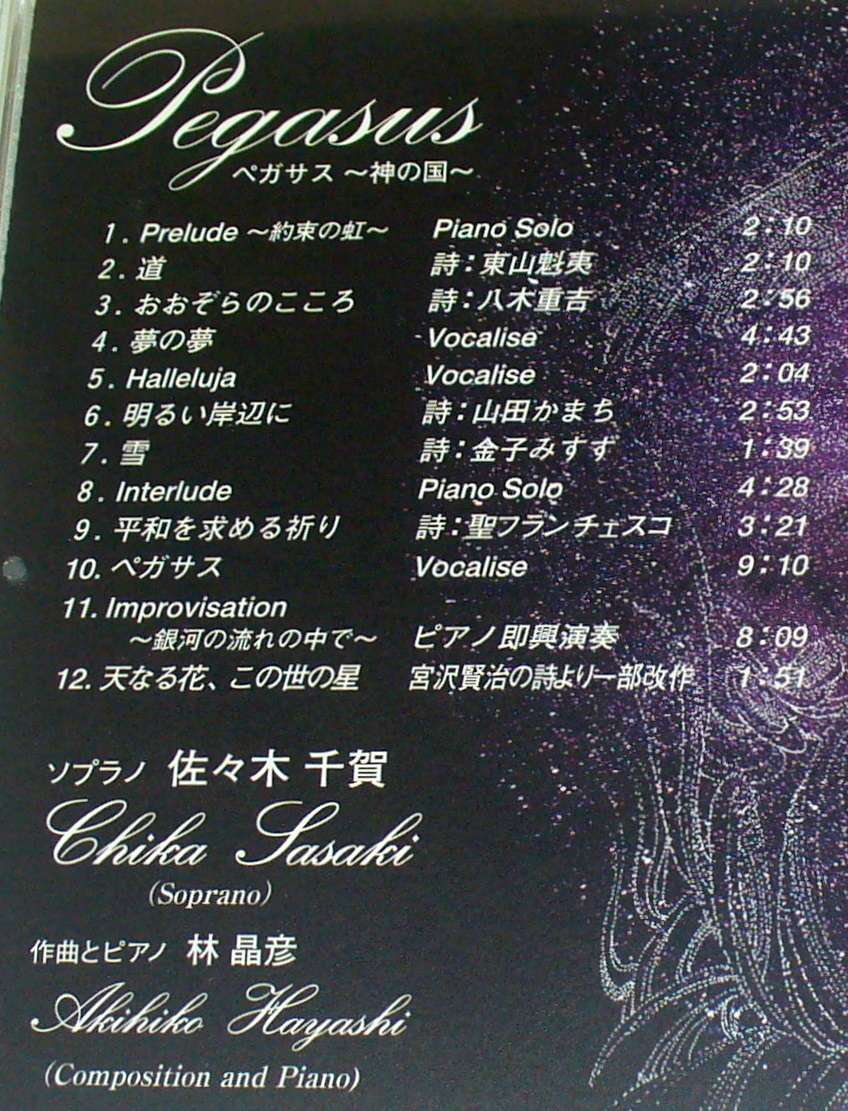 Pegasus
ペガサス 〜神の国〜
1. Prelude 〜約束の虹〜 Piano Solo 2:10
2. 道 詩:東山魁夷 2:10
3. おおぞらのこころ 詩:八木重吉 2:56
4. 夢の夢 Vocalise 4:43
5. Halleluja Vocalise 2:04
6. 明るい岸辺に 詩:山田かまち 2:53
7. 雪 詩:金子みすず 1:39
8. Interlude Piano Solo 4:28
9. 平和を求める祈り 詩:聖フランチェスコ 3:21
10. ペガサス Vocalise 9:10
11. Improvisation
〜銀河の流れの中で〜 ピアノ即興演奏 8:09
12. 天なる花、この世の星 宮沢賢治の詩より一部改作 1:51
ソプラノ 佐々木 千賀
Chika Sasaki
(Soprano)
作曲とピアノ 林 晶彦
Akihiko Hayashi
(Composition and Piano)